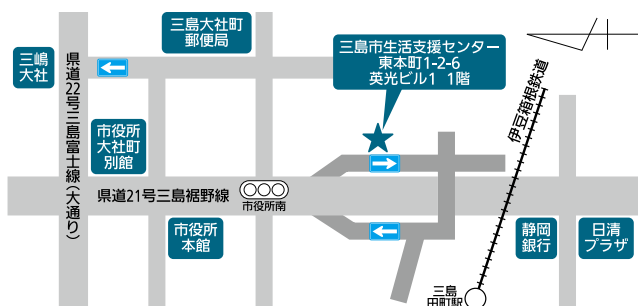 三島大社町
郵便局
三嶋
大社
三島市生活支援センター
東本町1-2-6
英光ビル1 1階
県道22号三島富士線(大通り)
伊豆箱根鉄道
市役所
大社町
別館
県道21号三島裾野線
市役所南
市役所
本館
静岡
銀行
日清
プラザ
三島
田町駅